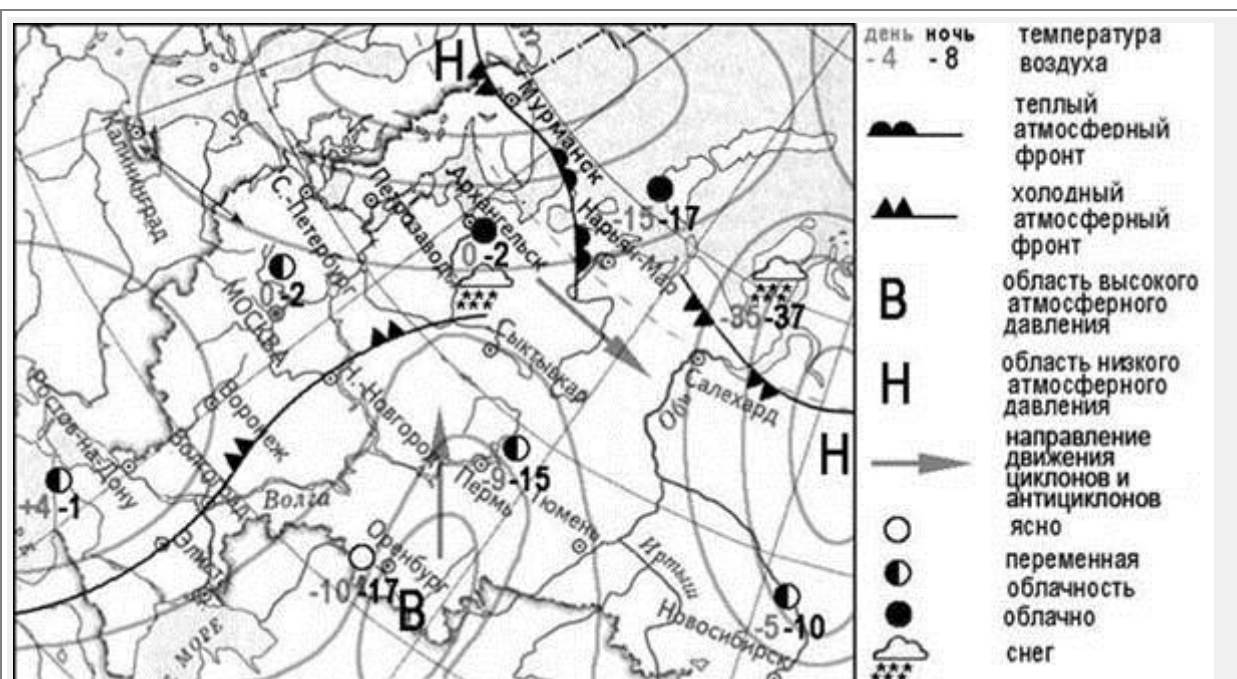 Н
Мурманск
Калининград
С.-Петербург
Петрозаводск
Архангельск
Нарьян-Мар
-15 -17
0 -2
0 -2
МОСКВА
-35 -37
Сыктывкар
Салехард
Обь
Н.-Новгород
Воронеж
Ростов-на-Дону
Волгоград
+4 -1
Волга
Пермь
-9 -15
Тюмень
Н
Элиста
Оренбург
-10 -17
В
Иртыш
Новосибирск
-5 -10
МОРЕ
день ночь
-4 -8
температура
воздуха
теплый
атмосферный
фронт
холодный
атмосферный
фронт
В
область высокого
атмосферного
давления
Н
область низкого
атмосферного
давления
направление
движения
циклонов и
антициклонов
ясно
переменная
облачность
облачно
снег